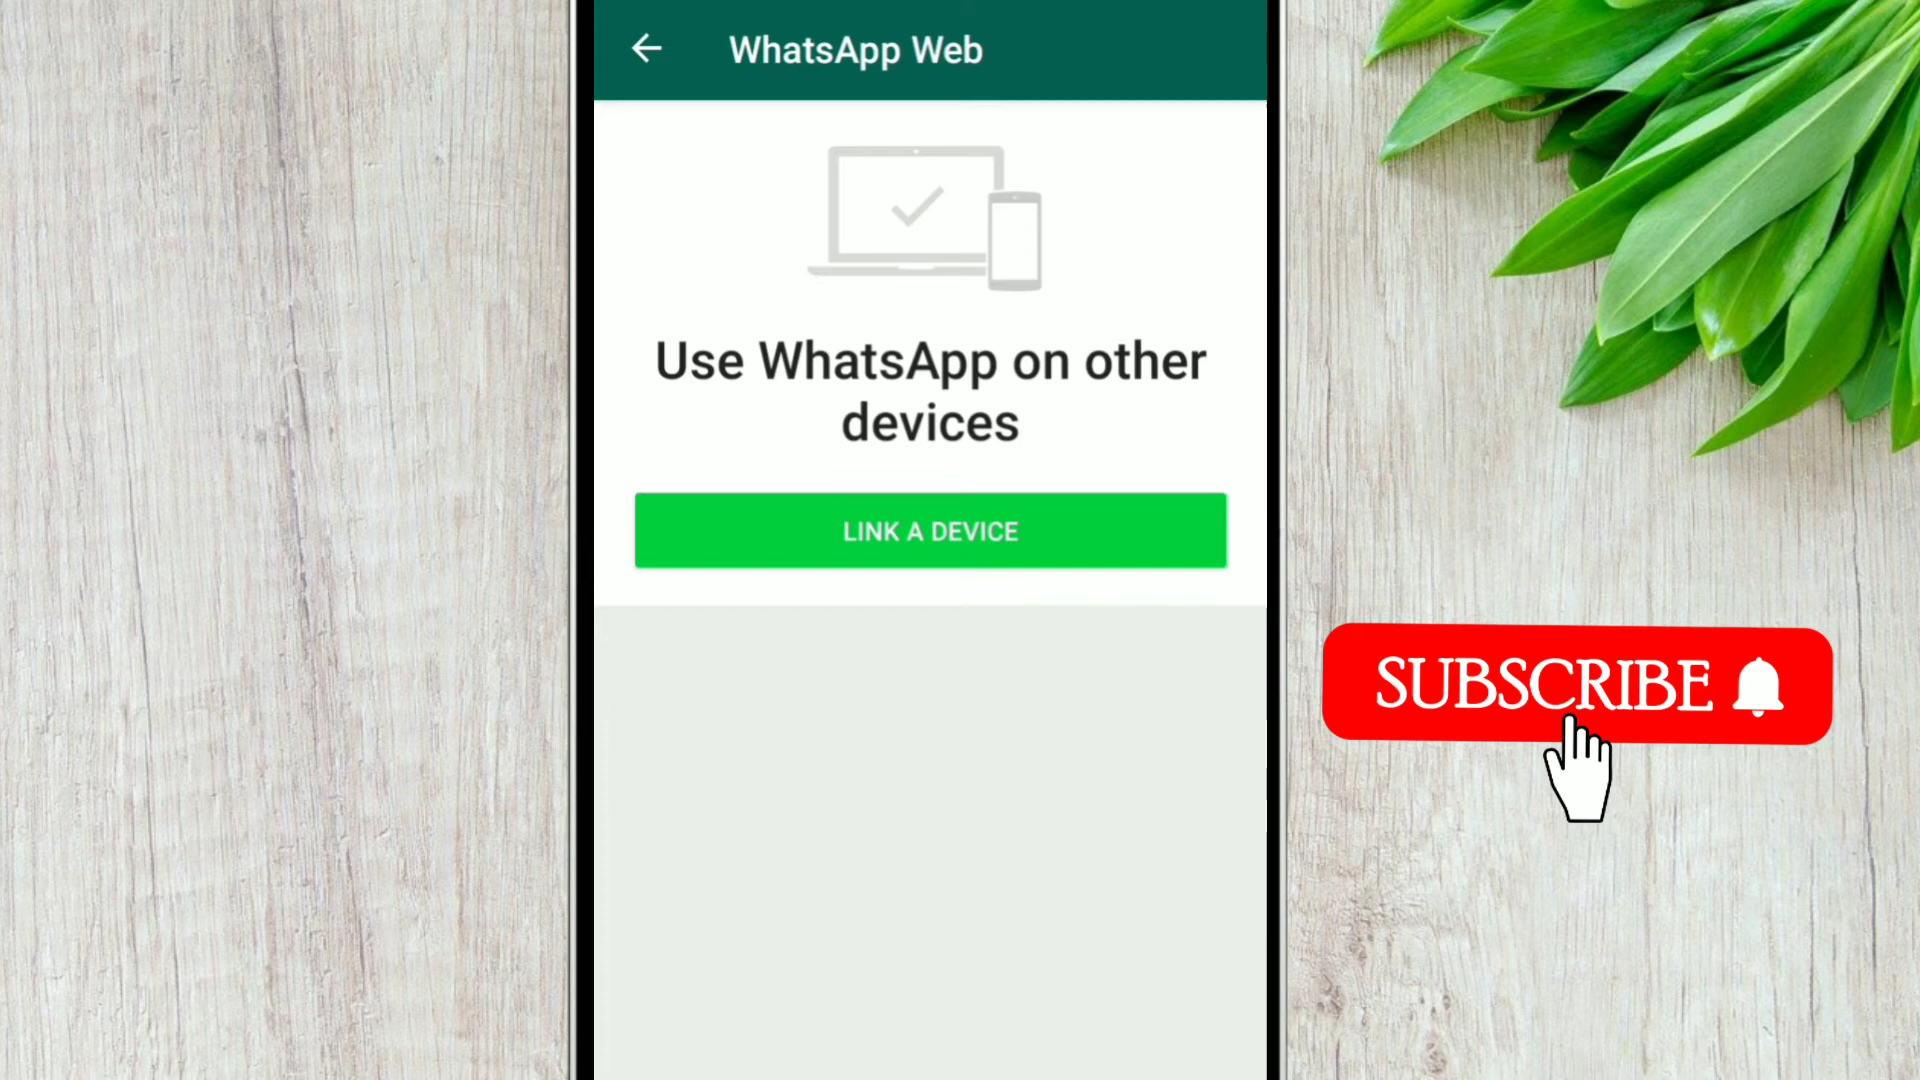 WhatsApp Web
Use WhatsApp on other
devices
LINK A DEVICE
SUBSCRIBE